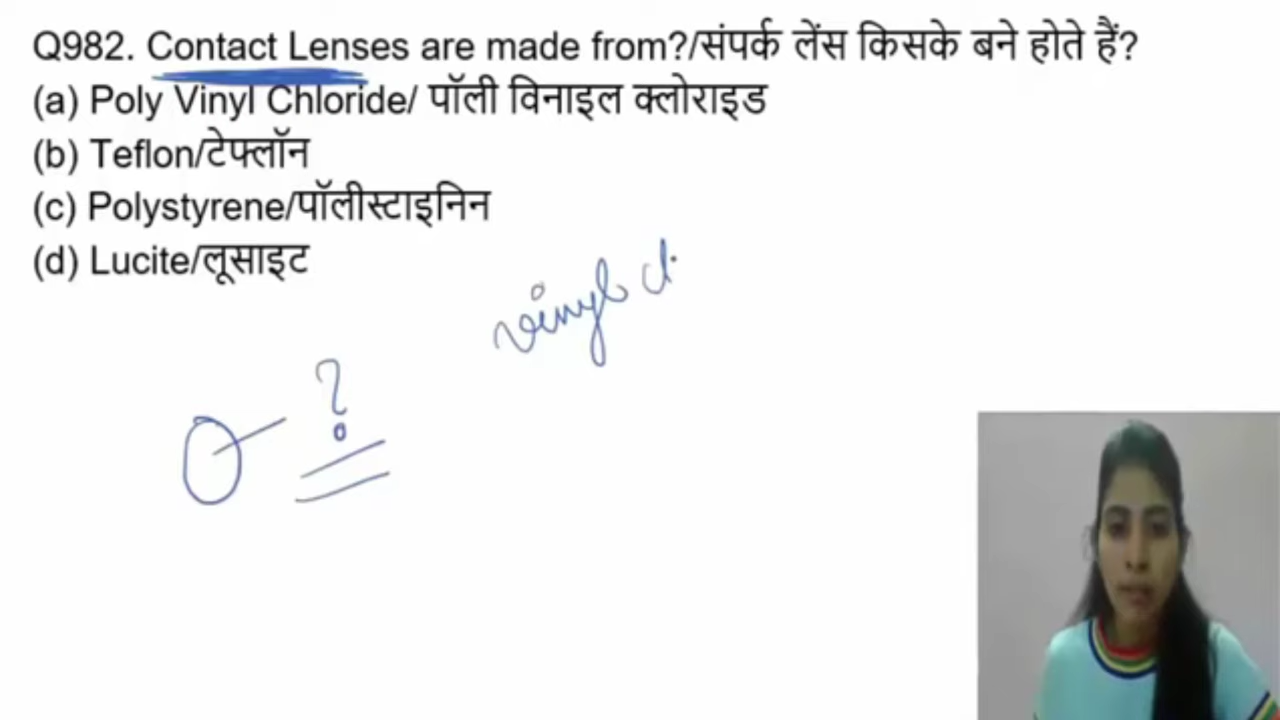 Q982. Contact Lenses are made from?/संपर्क लेंस किसके बने होते हैं?
(a) Poly Vinyl Chloride/ पॉली विनाइल क्लोराइड
(b) Teflon/टेफ्लॉन
(c) Polystyrene/पॉलीस्टाइनिन
(d) Lucite/लूसाइट
vinyl
?